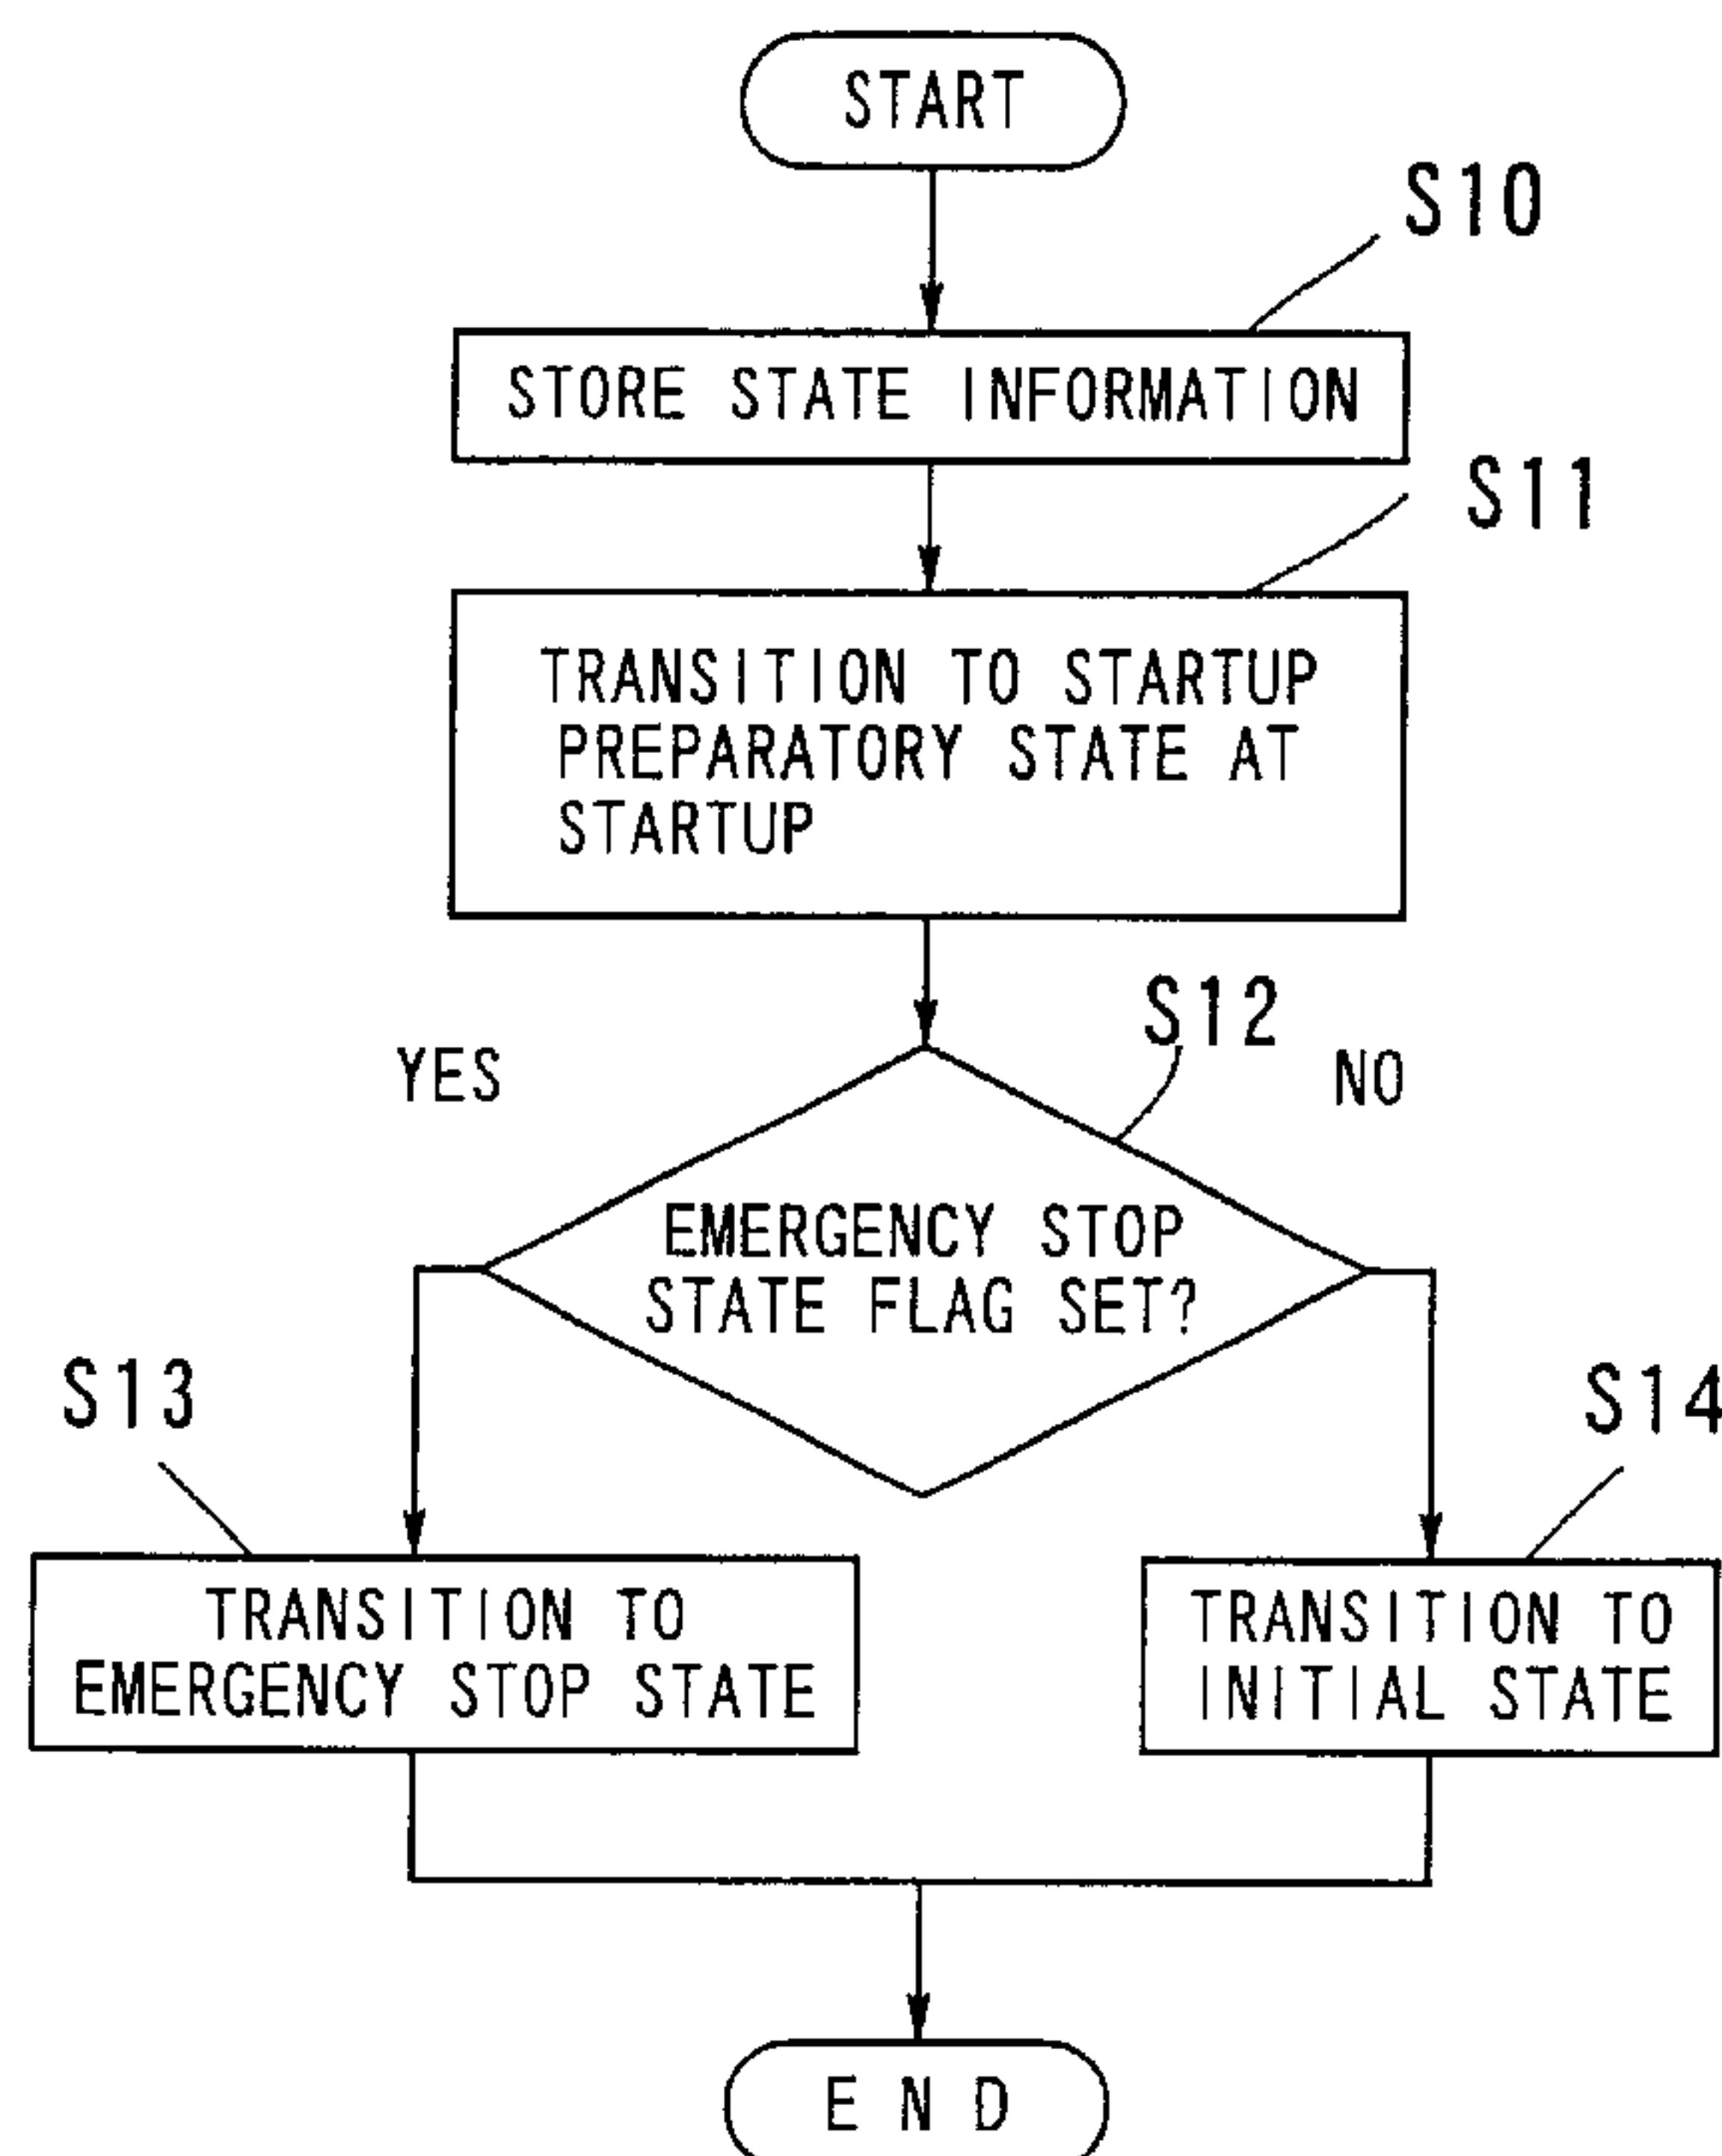 START
S10
STORE STATE INFORMATION
S11
TRANSITION TO STARTUP
PREPARATORY STATE AT
STARTUP
S12
YES
NO
EMERGENCY STOP
STATE FLAG SET?
S13
S14
TRANSITION TO
EMERGENCY STOP STATE
TRANSITION TO
INITIAL STATE
END